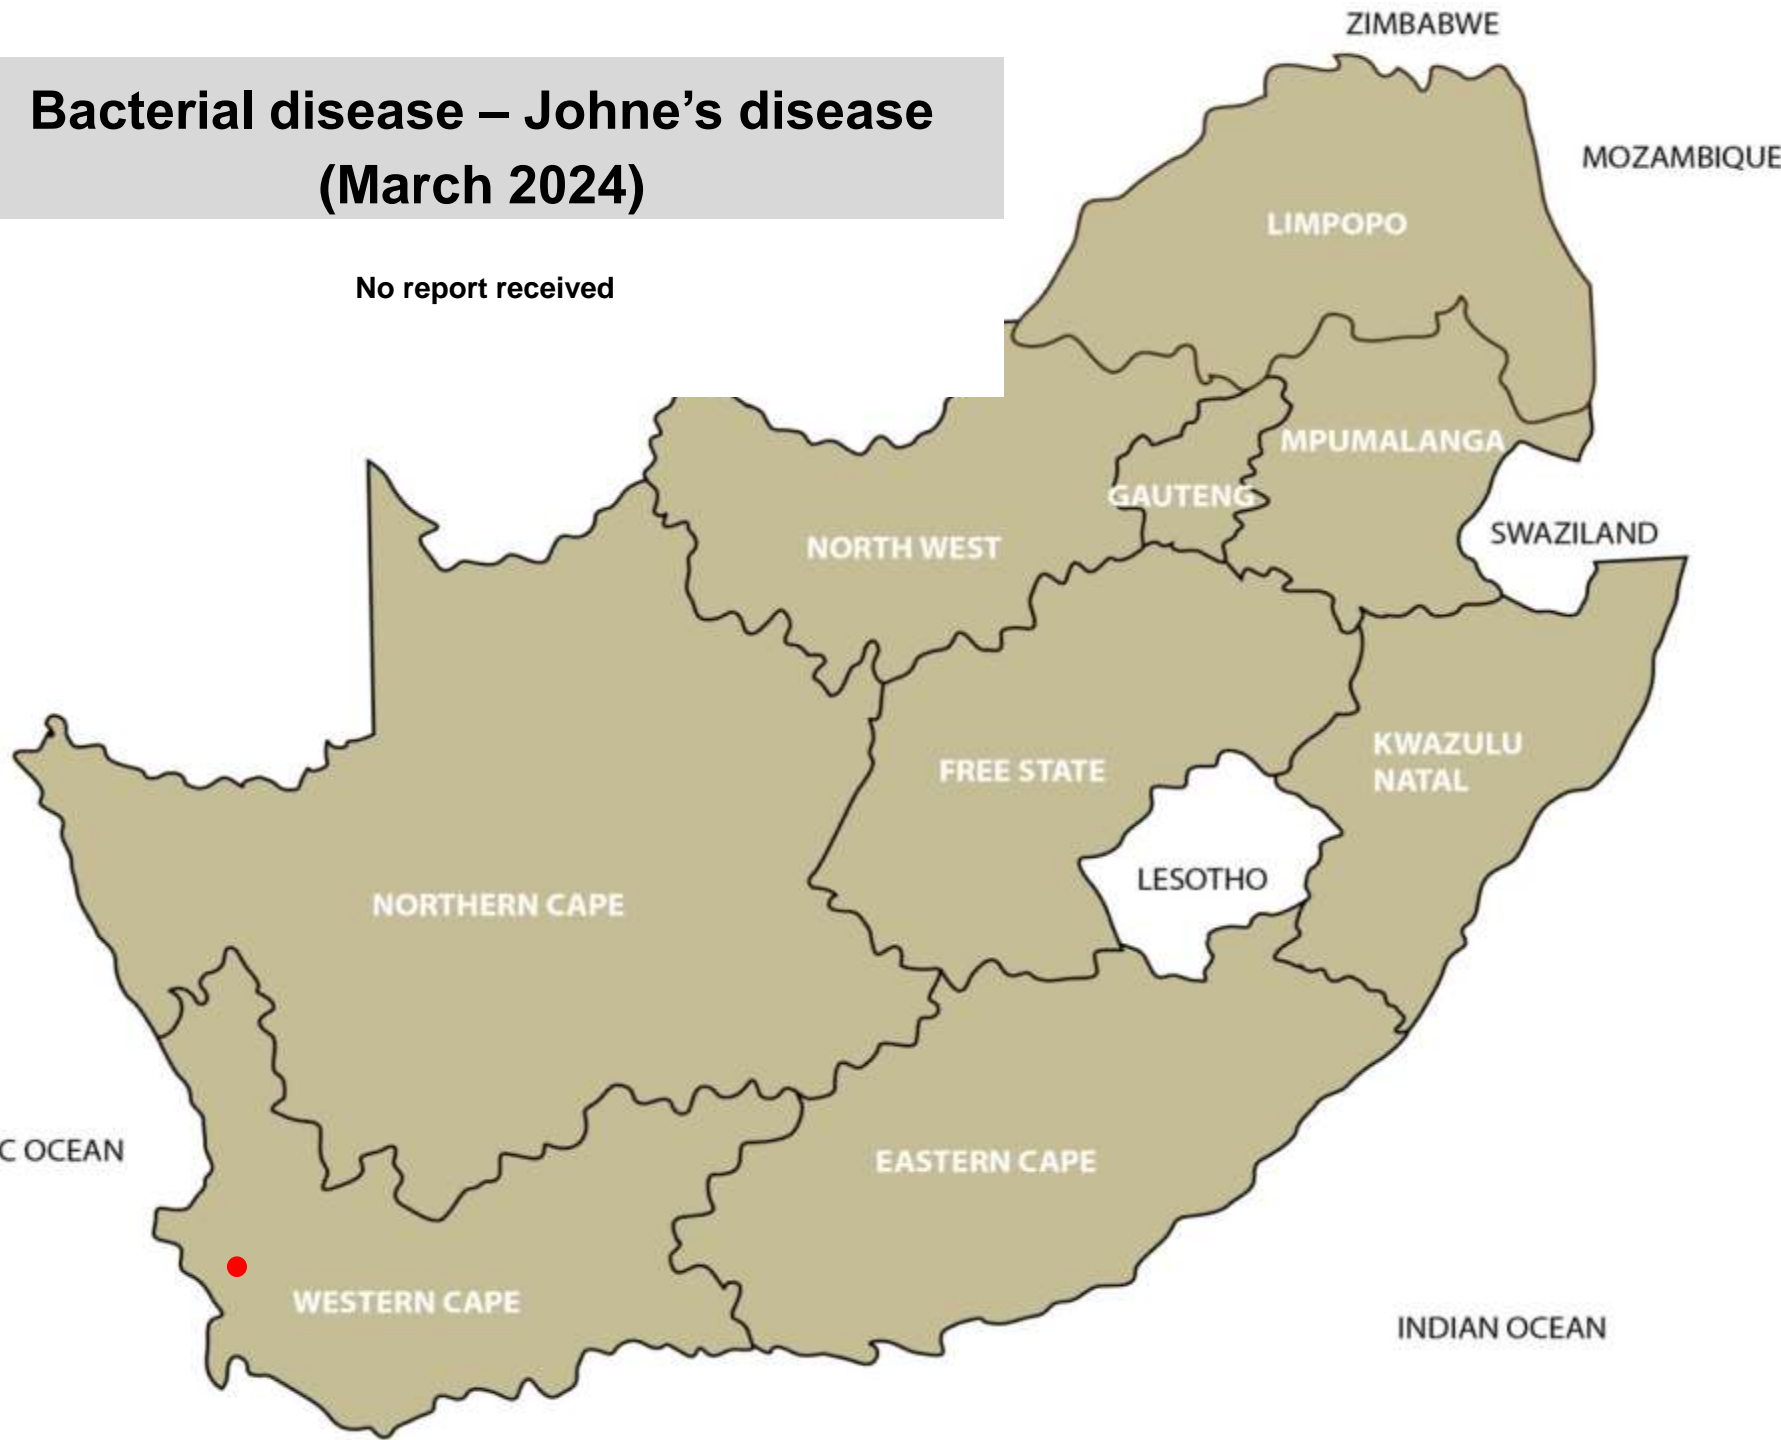 ZIMBABWE
Bacterial disease – Johne’s disease
(March 2024)
MOZAMBIQUE
LIMPOPO
No report received
MPUMALANGA
GAUTENG
SWAZILAND
NORTH WEST
KWAZULU
NATAL
FREE STATE
LESOTHO
NORTHERN CAPE
C OCEAN
EASTERN CAPE
WESTERN CAPE
INDIAN OCEAN